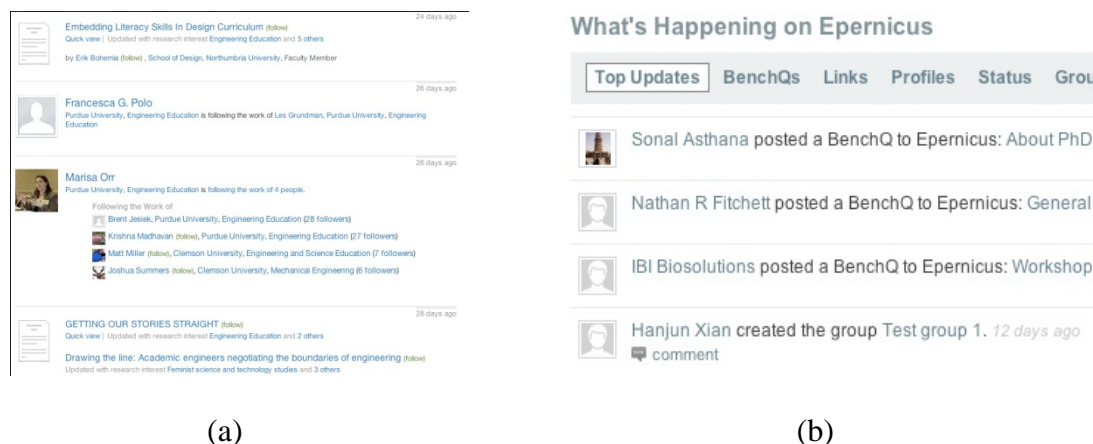 24 days ago
Embedding Literacy Skills In Design Curriculum (follow)
Quick view | Updated with research interest Engineering Education and 5 others
by Erik Bohemia (follow) , School of Design, Northumbria University, Faculty Member
26 days ago
Francesca G. Polo
Purdue University, Engineering Education is following the work of Les Grundman, Purdue University, Engineering
Education
26 days ago
Marisa Orr
Purdue University, Engineering Education is following the work of 4 people.
Following the Work of
Brent Jesiek, Purdue University, Engineering Education (28 followers)
Krishna Madhavan (follow), Purdue University, Engineering Education (27 followers)
Matt Miller (follow), Clemson University, Engineering and Science Education (7 followers)
Joshua Summers (follow), Clemson University, Mechanical Engineering (6 followers)
28 days ago
GETTING OUR STORIES STRAIGHT (follow)
Quick view | Updated with research interest Engineering Education and 2 others
Drawing the line: Academic engineers negotiating the boundaries of engineering (follow)
Updated with research interest Feminist science and technology studies and 3 others
(a)
What's Happening on Epernicus
Top Updates BenchQs Links Profiles Status Grou
Sonal Asthana posted a BenchQ to Epernicus: About PhD
Nathan R Fitchett posted a BenchQ to Epernicus: General
IBI Biosolutions posted a BenchQ to Epernicus: Workshop
Hanjun Xian created the group Test group 1. 12 days ago
comment
(b)